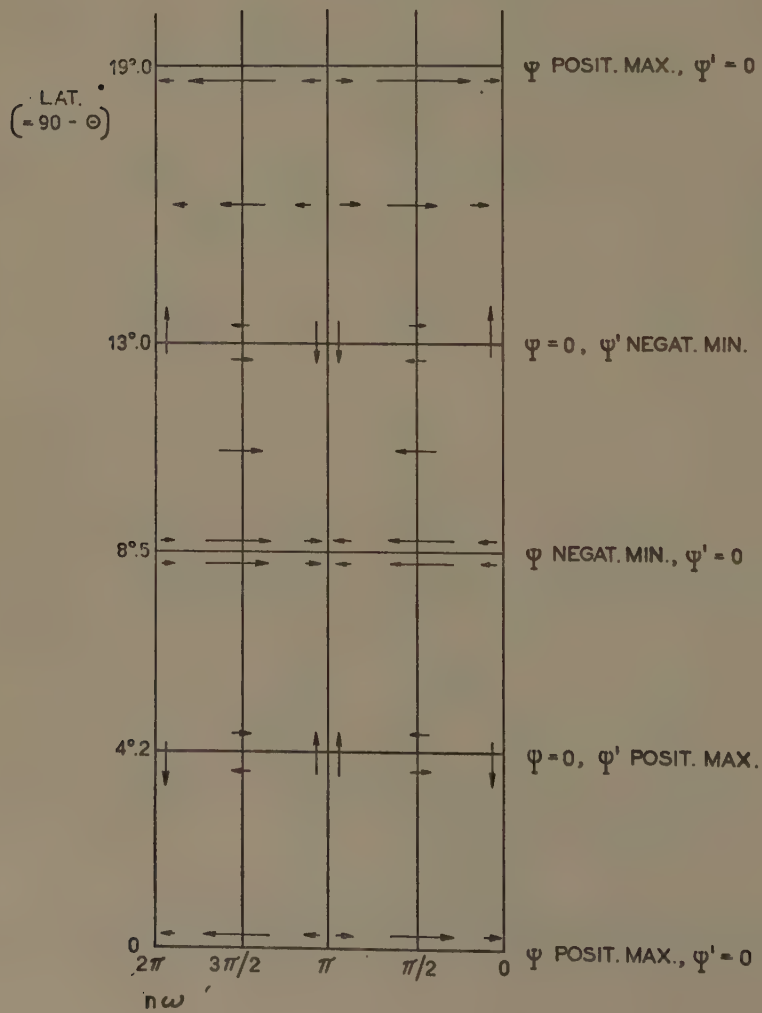 19°.0
ψ POSIT. MAX., ψ' = 0
LAT.
(= 90 - Θ)
13°.0
ψ = 0, ψ' NEGAT. MIN.
8°.5
ψ NEGAT. MIN., ψ' = 0
4°.2
ψ = 0, ψ' POSIT. MAX.
0
ψ POSIT. MAX., ψ' = 0
2π 3π/2 π π/2 0
nω